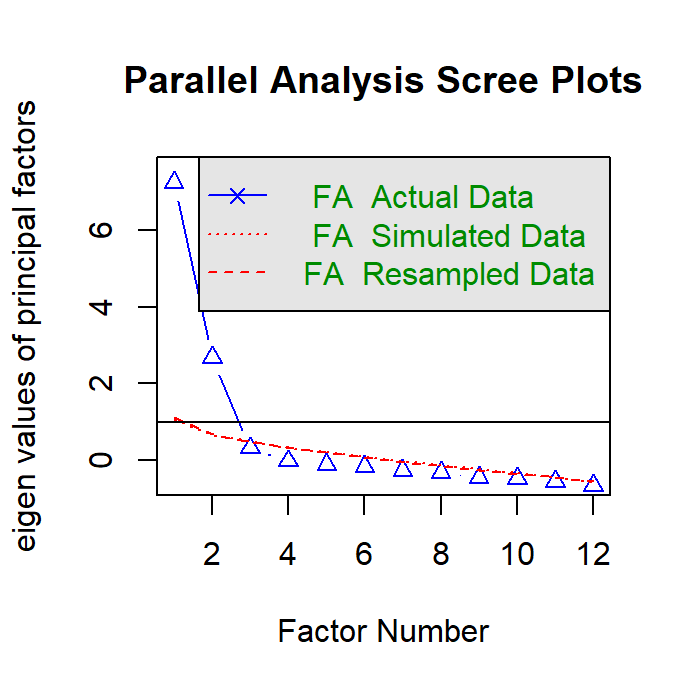 Parallel Analysis Scree Plots
eigen values of principal factors
FA Actual Data
FA Simulated Data
FA Resampled Data
6
4
2
0
2 4 6 8 10 12
Factor Number